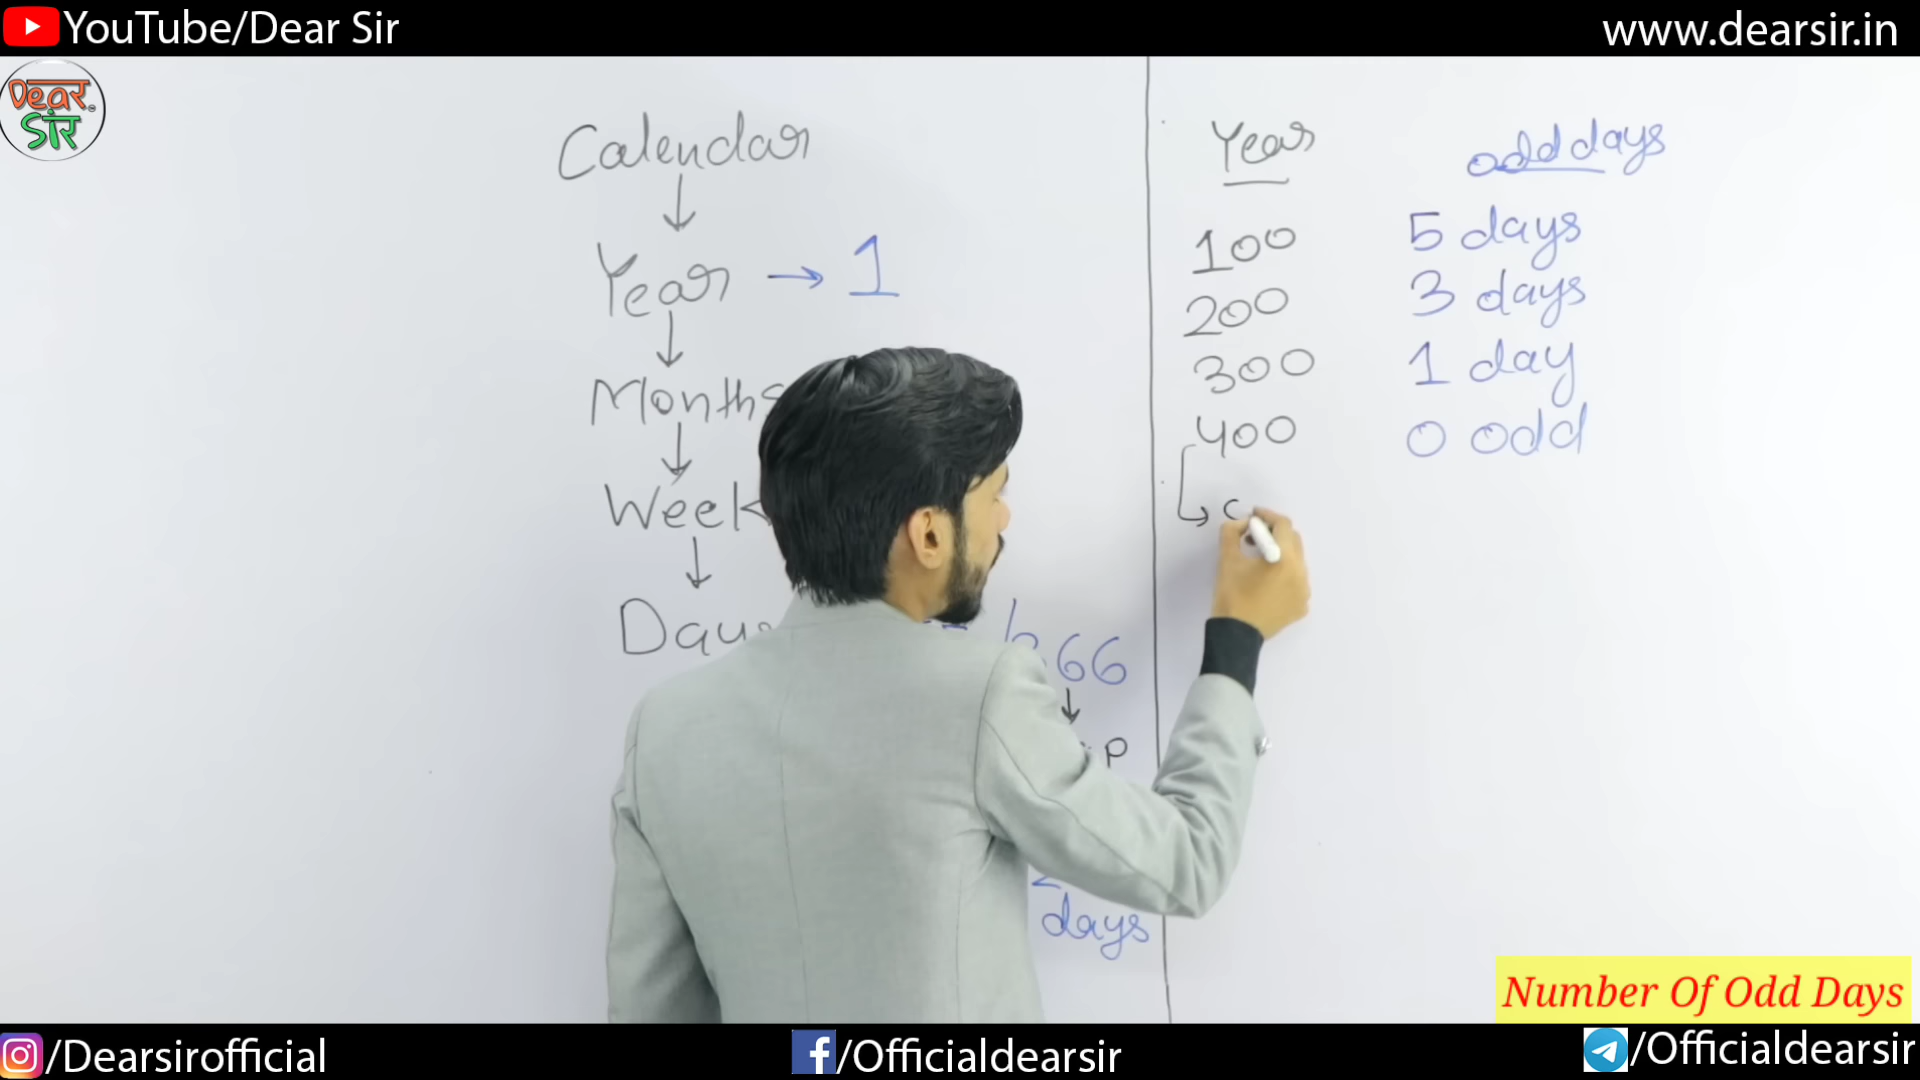 YouTube/Dear Sir
www.dearsir.in
Dear
Sir
Calendar
Year → 1
Months
Week
Days
66
P
days
Year odd days
100 5 days
200 3 days
300 1 day
400 0 odd
Number Of Odd Days
/Dearsirofficial
/Officialdearsir
/Officialdearsir